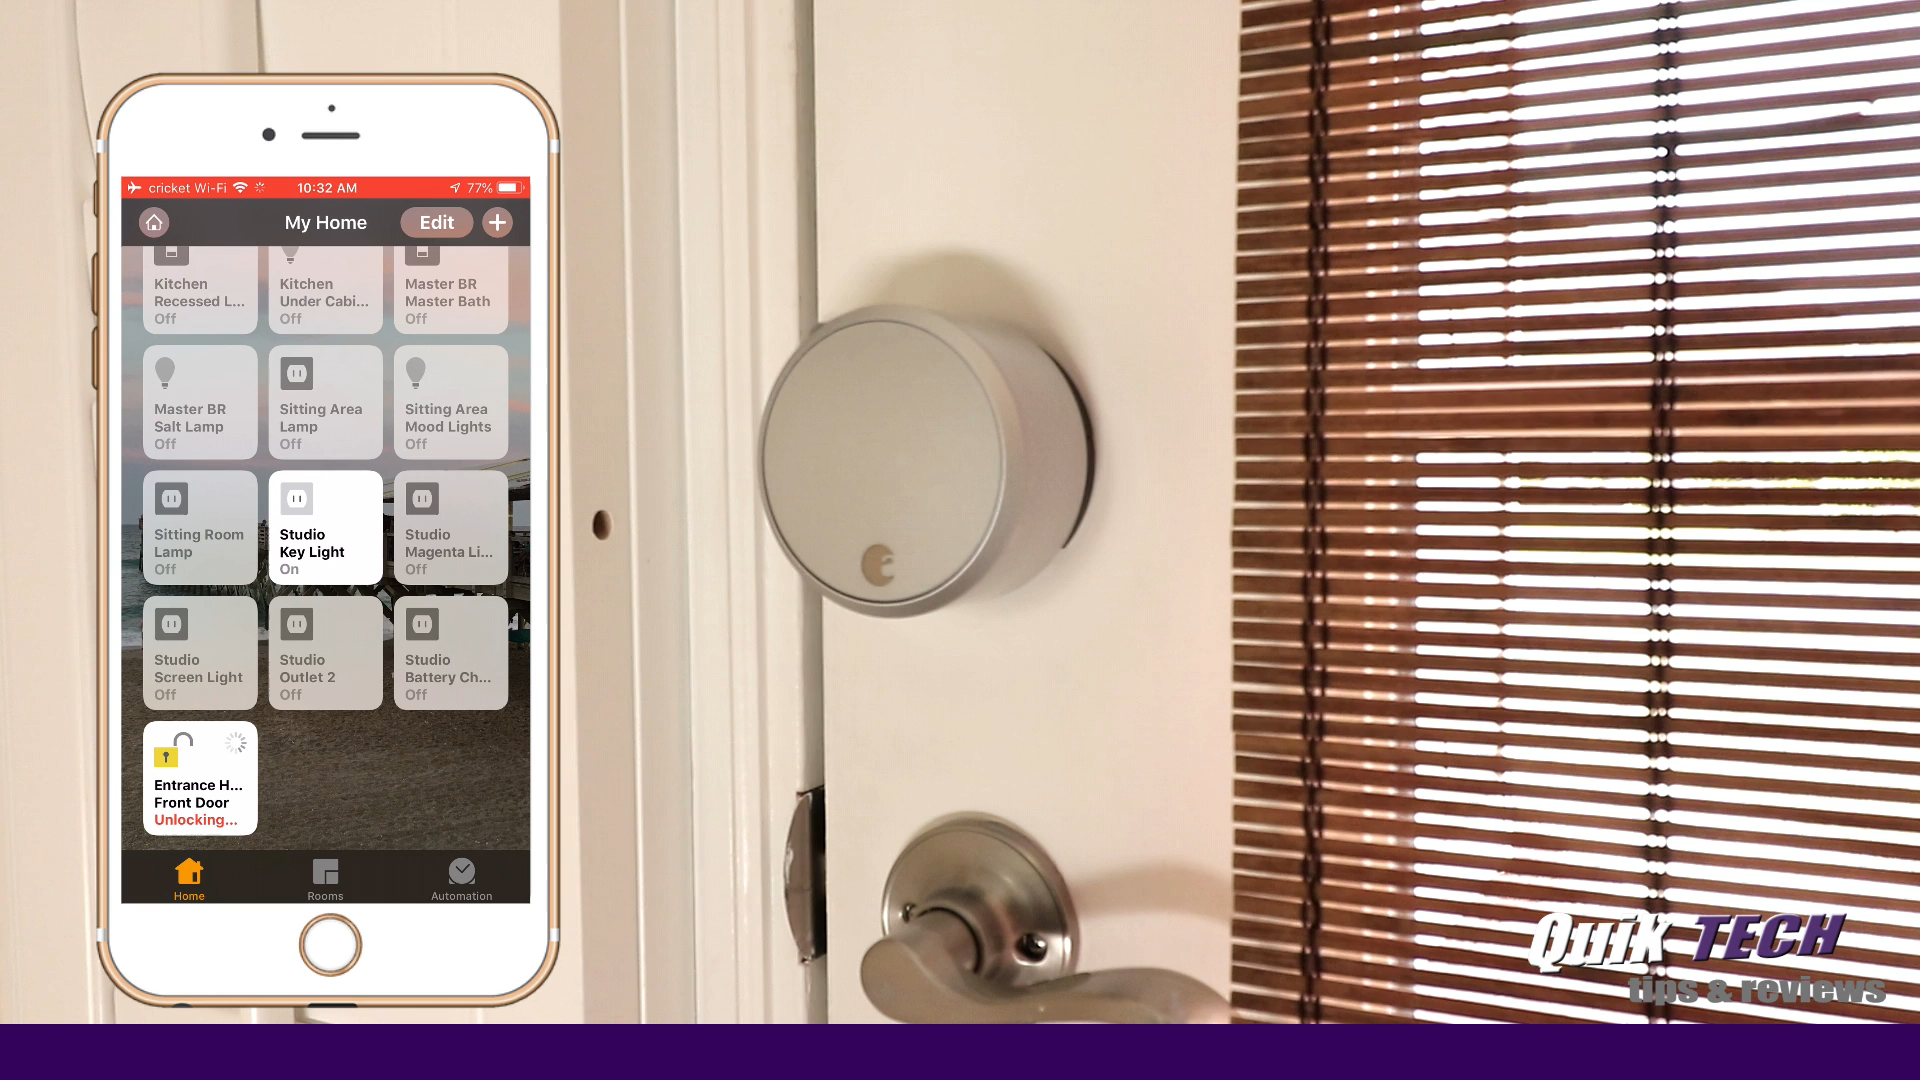 cricket Wi-Fi 10:32 AM 77%
My Home Edit +
Kitchen
Recessed L...
Off
Kitchen
Under Cabi...
Off
Master BR
Master Bath
Off
Master BR
Salt Lamp
Off
Sitting Area
Lamp
Off
Sitting Area
Mood Lights
Off
Sitting Room
Lamp
Off
Studio
Key Light
On
Studio
Magenta Li...
Off
Studio
Screen Light
Off
Studio
Outlet 2
Off
Studio
Battery Ch...
Off
Entrance H...
Front Door
Unlocking...
Home Rooms Automation
Quik TECH
tips & reviews